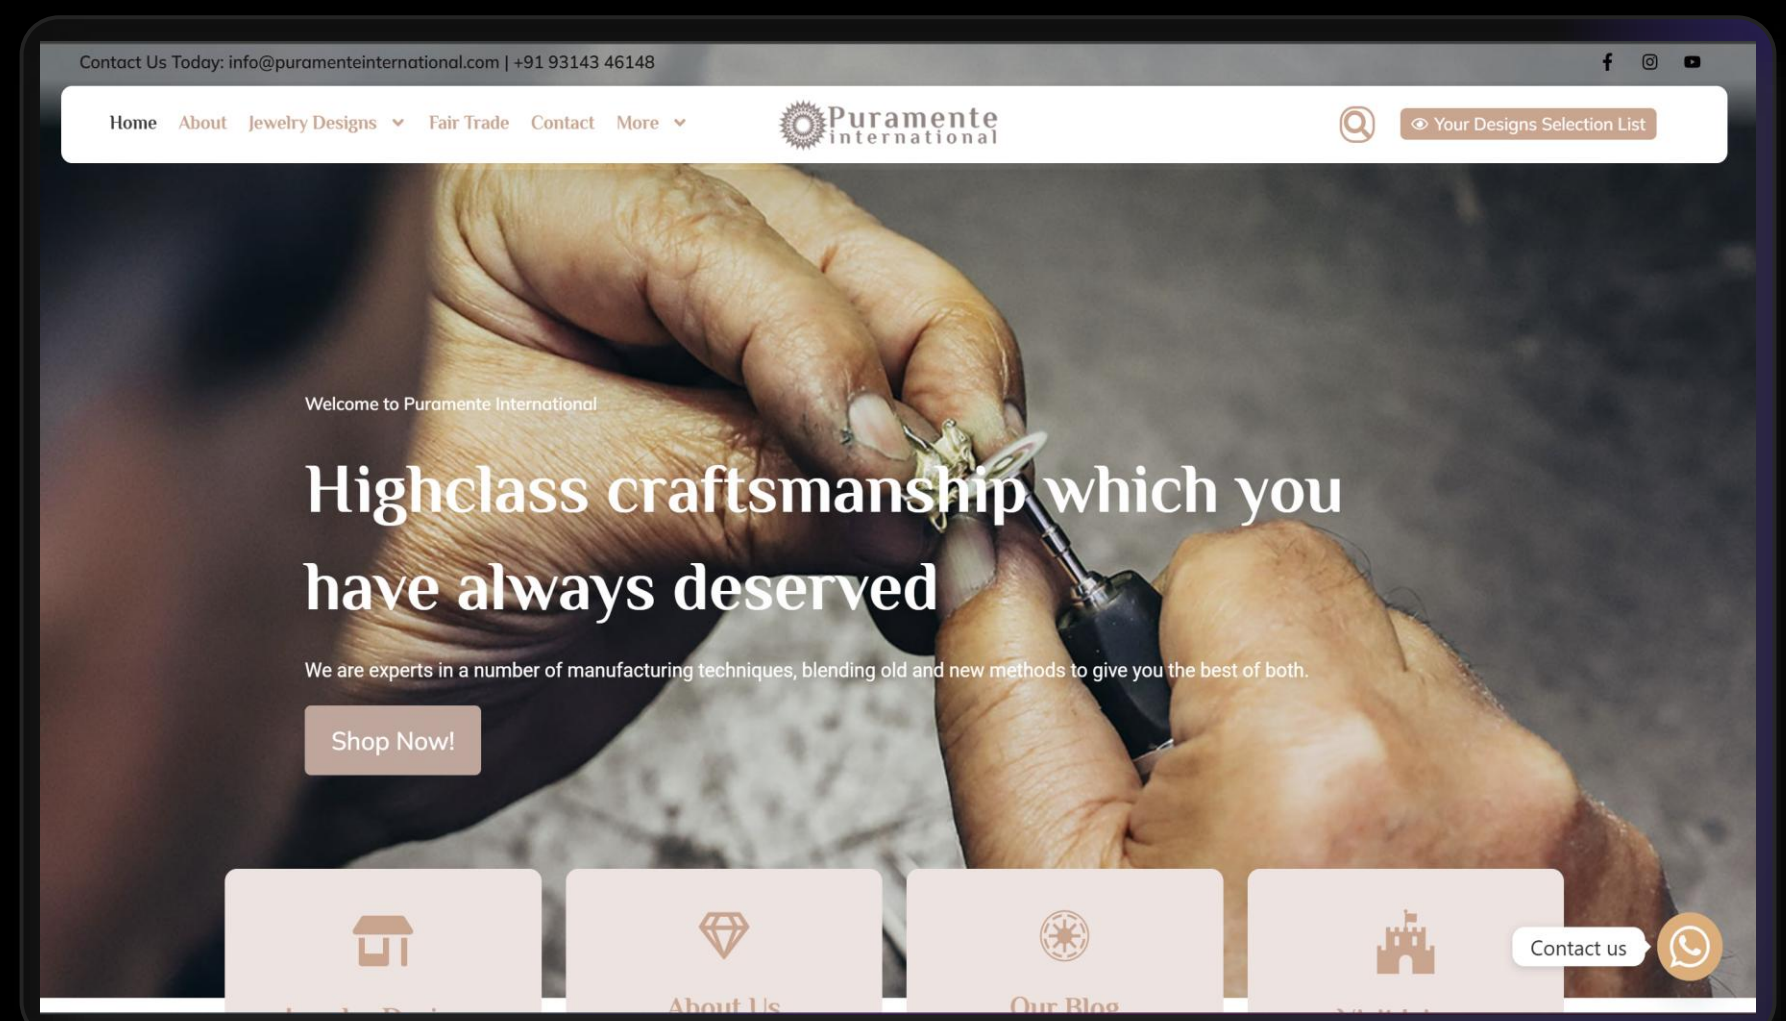 Contact Us Today: info@puramenteinternational.com | +91 93143 46148
Home About Jewelry Designs Fair Trade Contact More
Puramente
international
Your Designs Selection List
Welcome to Puramente International
Highclass craftsmanship which you
have always deserved
We are experts in a number of manufacturing techniques, blending old and new methods to give you the best of both.
Shop Now!
About Us
Our Blog
Contact us